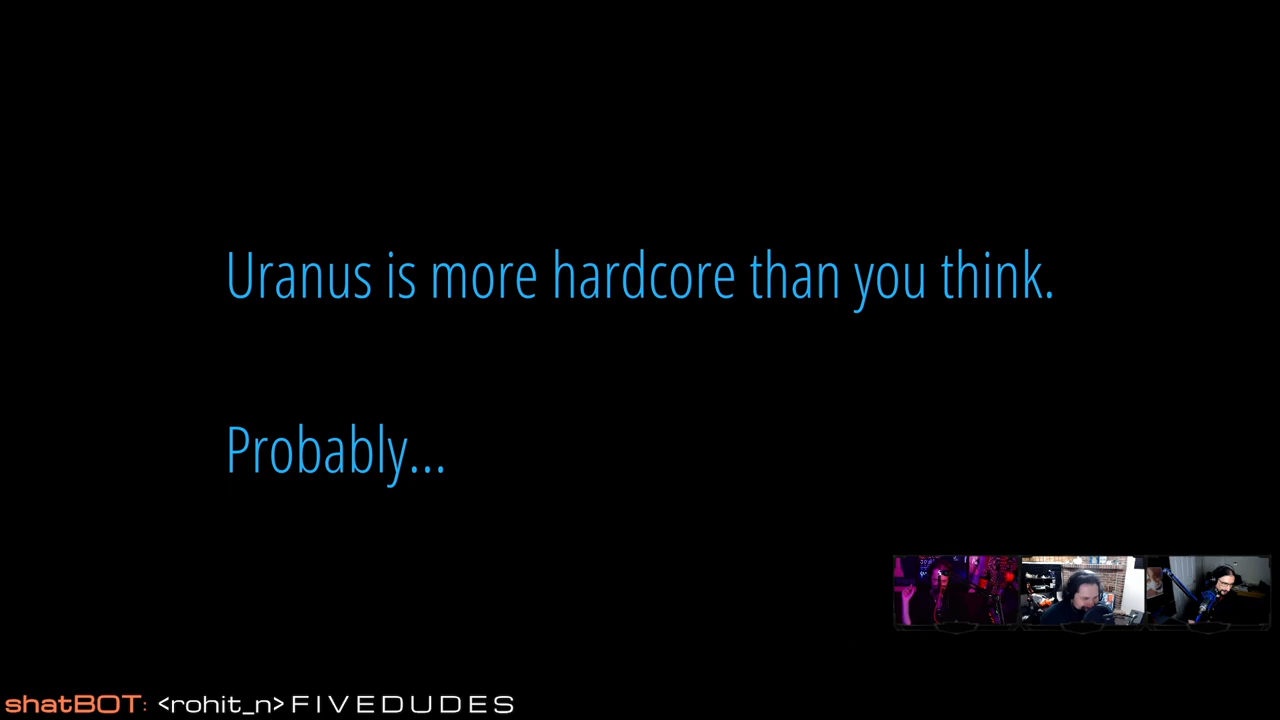 Uranus is more hardcore than you think.
Probably...
shatBOT: <rohit_n> F I V E D U D E S